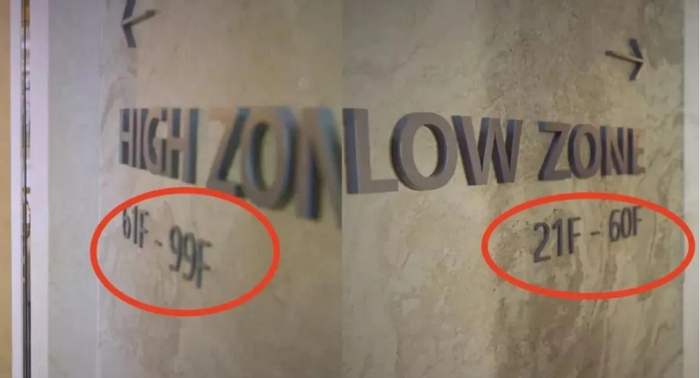 HIGH ZON
61F - 99F
LOW ZONE
21F - 60F